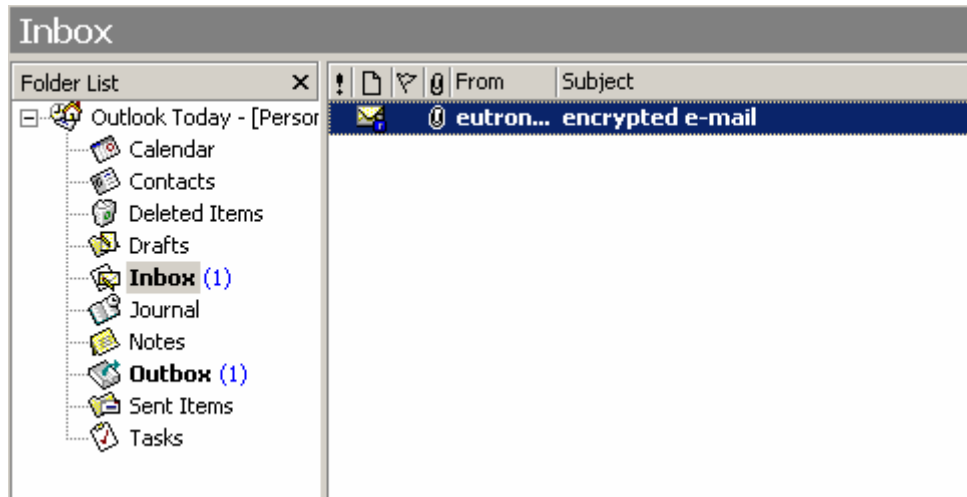 Inbox
Folder List
From Subject
Outlook Today - [Person
eutron... encrypted e-mail
Calendar
Contacts
Deleted Items
Drafts
Inbox (1)
Journal
Notes
Outbox (1)
Sent Items
Tasks